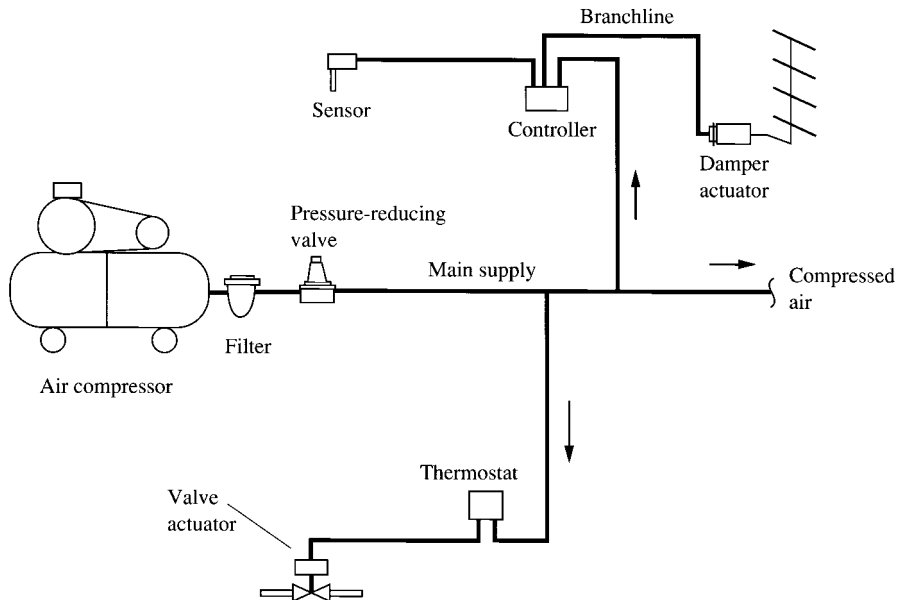 Branchline
Sensor
Controller
Damper
actuator
Pressure-reducing
valve
Main supply
Compressed
air
Filter
Air compressor
Thermostat
Valve
actuator